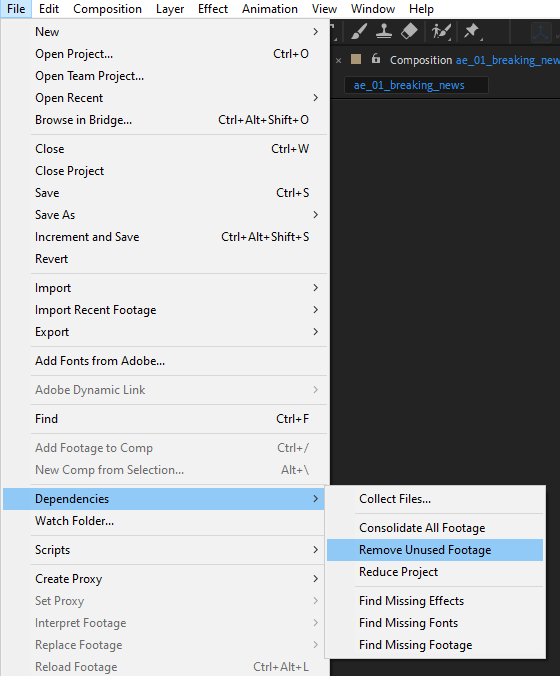 File Edit Composition Layer Effect Animation View Window Help
New
Open Project... Ctrl+O
Open Team Project...
Open Recent
Browse in Bridge... Ctrl+Alt+Shift+O
Close Ctrl+W
Close Project
Save Ctrl+S
Save As
Increment and Save Ctrl+Alt+Shift+S
Revert
Import
Import Recent Footage
Export
Add Fonts from Adobe...
Adobe Dynamic Link
Find Ctrl+F
Add Footage to Comp Ctrl+/
New Comp from Selection... Alt+\
Dependencies
Watch Folder...
Scripts
Create Proxy
Set Proxy
Interpret Footage
Replace Footage
Reload Footage Ctrl+Alt+L
Composition ae_01_breaking_new
ae_01_breaking_news
Collect Files...
Consolidate All Footage
Remove Unused Footage
Reduce Project
Find Missing Effects
Find Missing Fonts
Find Missing Footage